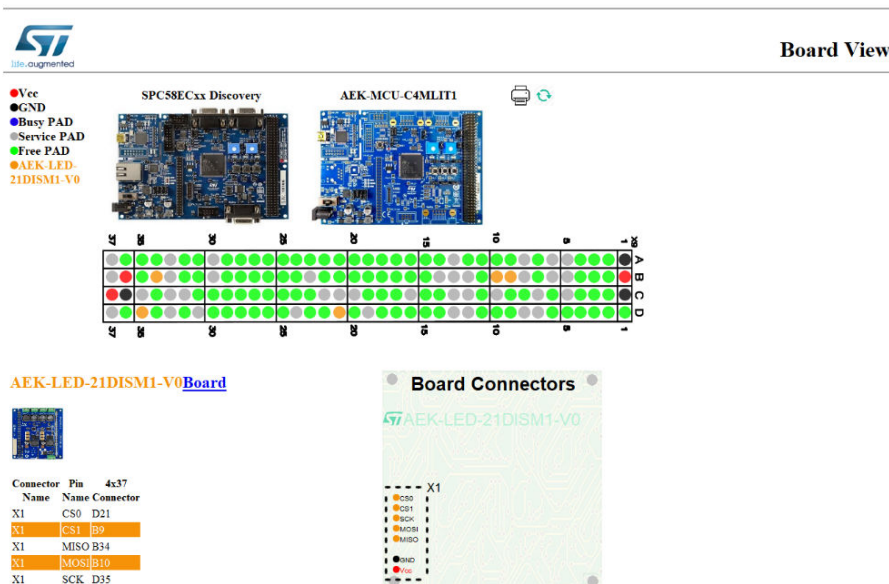 ST
life.augmented
Board View
Vcc
GND
Busy PAD
Service PAD
Free PAD
AEK-LED-
21DISM1-V0
SPC58ECxx Discovery
AEK-MCU-C4MLIT1
37 35 30 25 20 15 10 5 1 X9
A
B
C
D
37 35 30 25 20 15 10 5 1
AEK-LED-21DISM1-V0Board
Connector Pin 4x37
Name Name Connector
X1 CS0 D21
X1 CS1 B9
X1 MISO B34
X1 MOSI B10
X1 SCK D35
Board Connectors
ST AEK-LED-21DISM1-V0
X1
CS0
CS1
SCK
MOSI
MISO
GND
Vcc